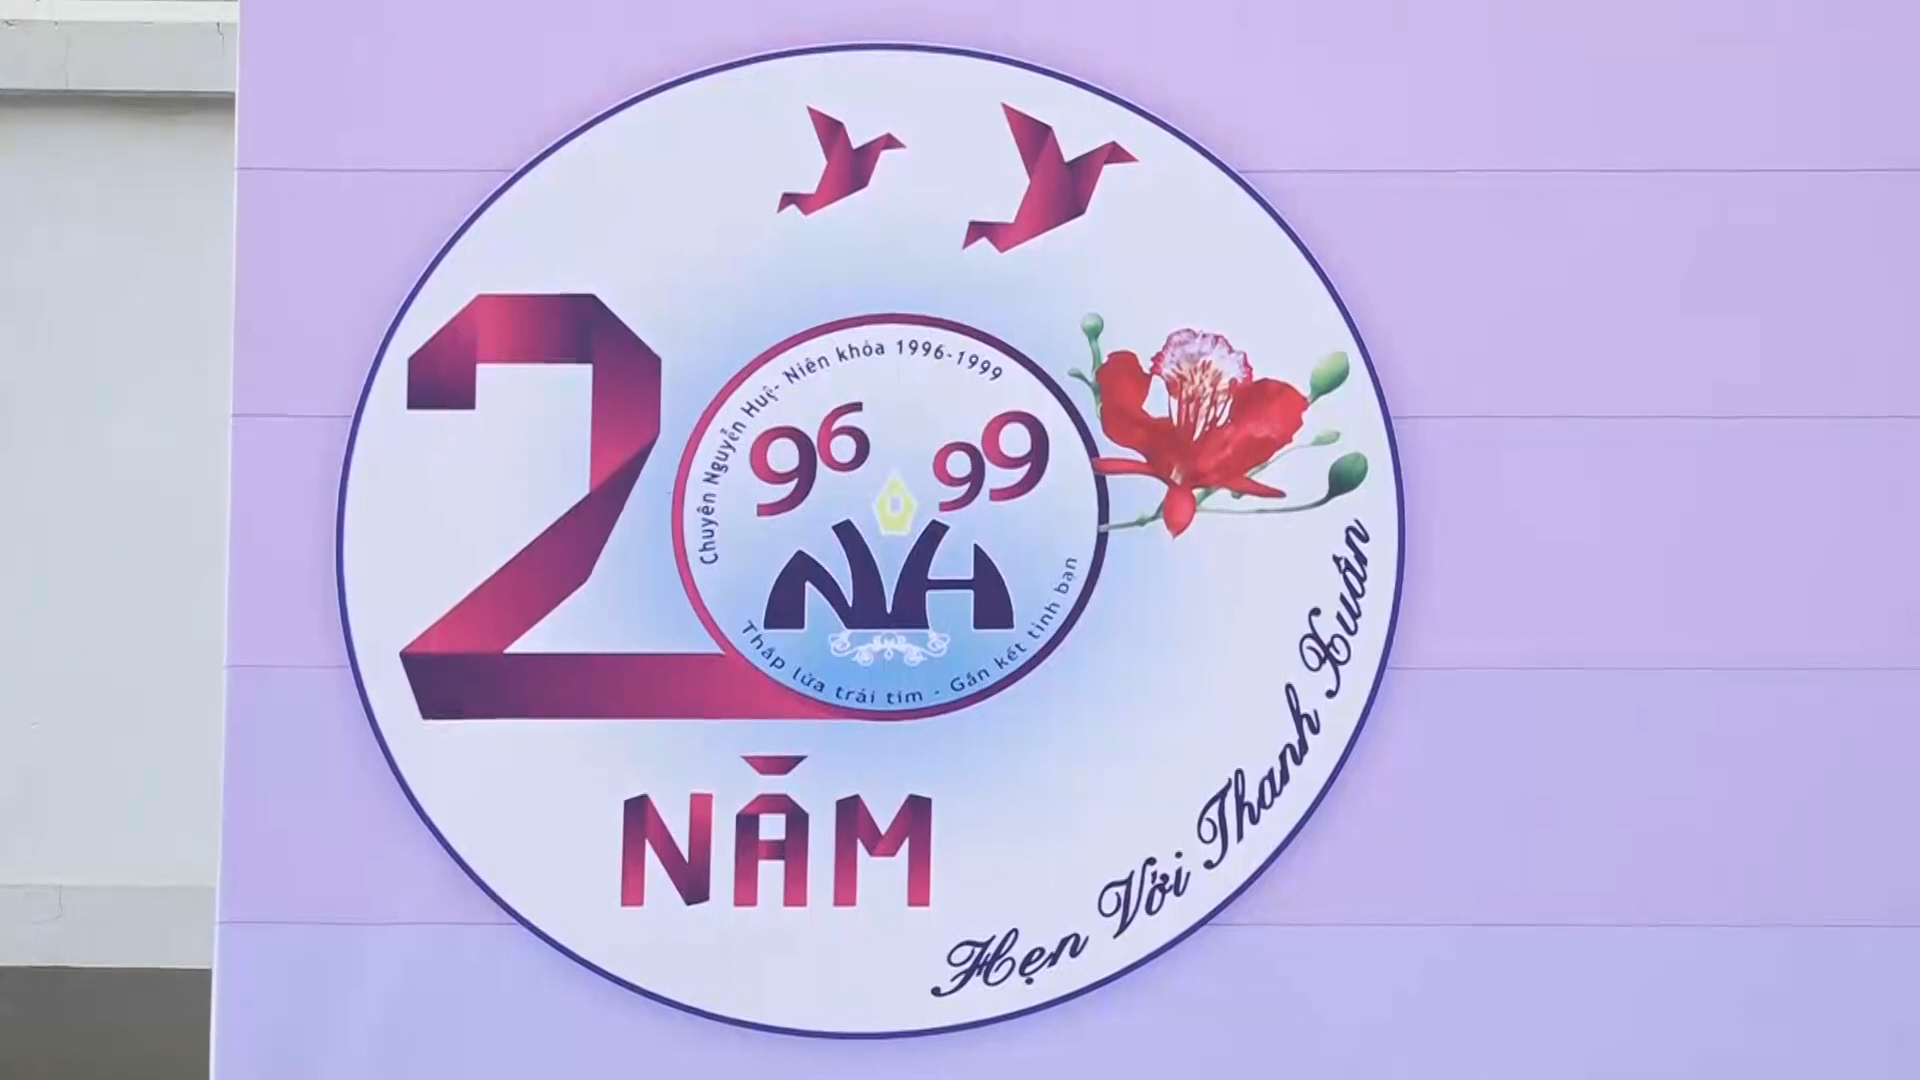 20
Chuyên Nguyễn Huệ- Niên khóa 1996-1999
96 99
NH
Thắp lửa trái tim - Gắn kết tình bạn
NĂM
Hẹn Với Thanh Xuân